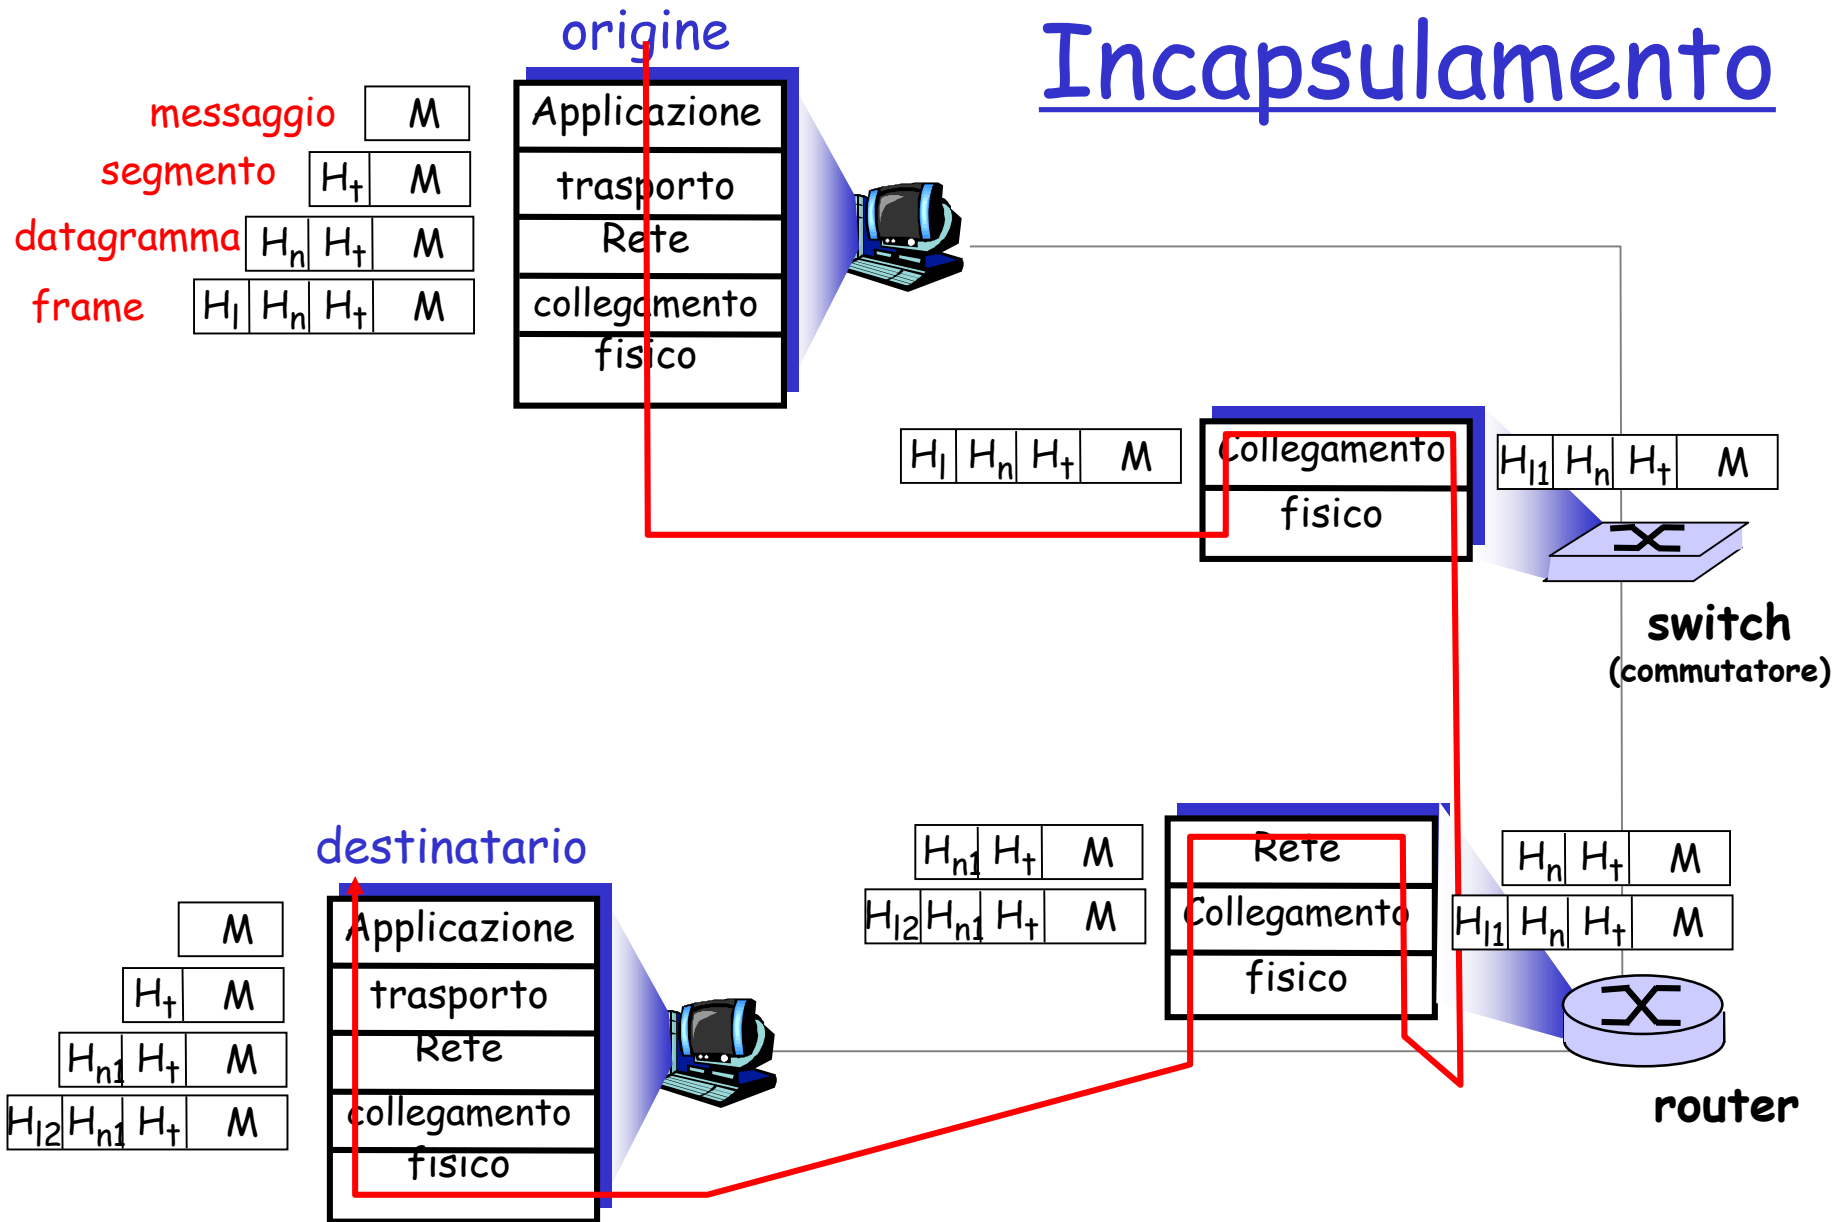 Incapsulamento
origine
messaggio M
segmento Ht M
datagramma Hn Ht M
frame Hl Hn Ht M
Applicazione
trasporto
Rete
collegamento
fisico
Hl Hn Ht M
Collegamento
fisico
Hl1 Hn Ht M
switch
(commutatore)
Hn1 Ht M
Hl2 Hn1 Ht M
Rete
Collegamento
fisico
Hn Ht M
Hl1 Hn Ht M
router
destinatario
M
Ht M
Hn1 Ht M
Hl2 Hn1 Ht M
Applicazione
trasporto
Rete
collegamento
fisico